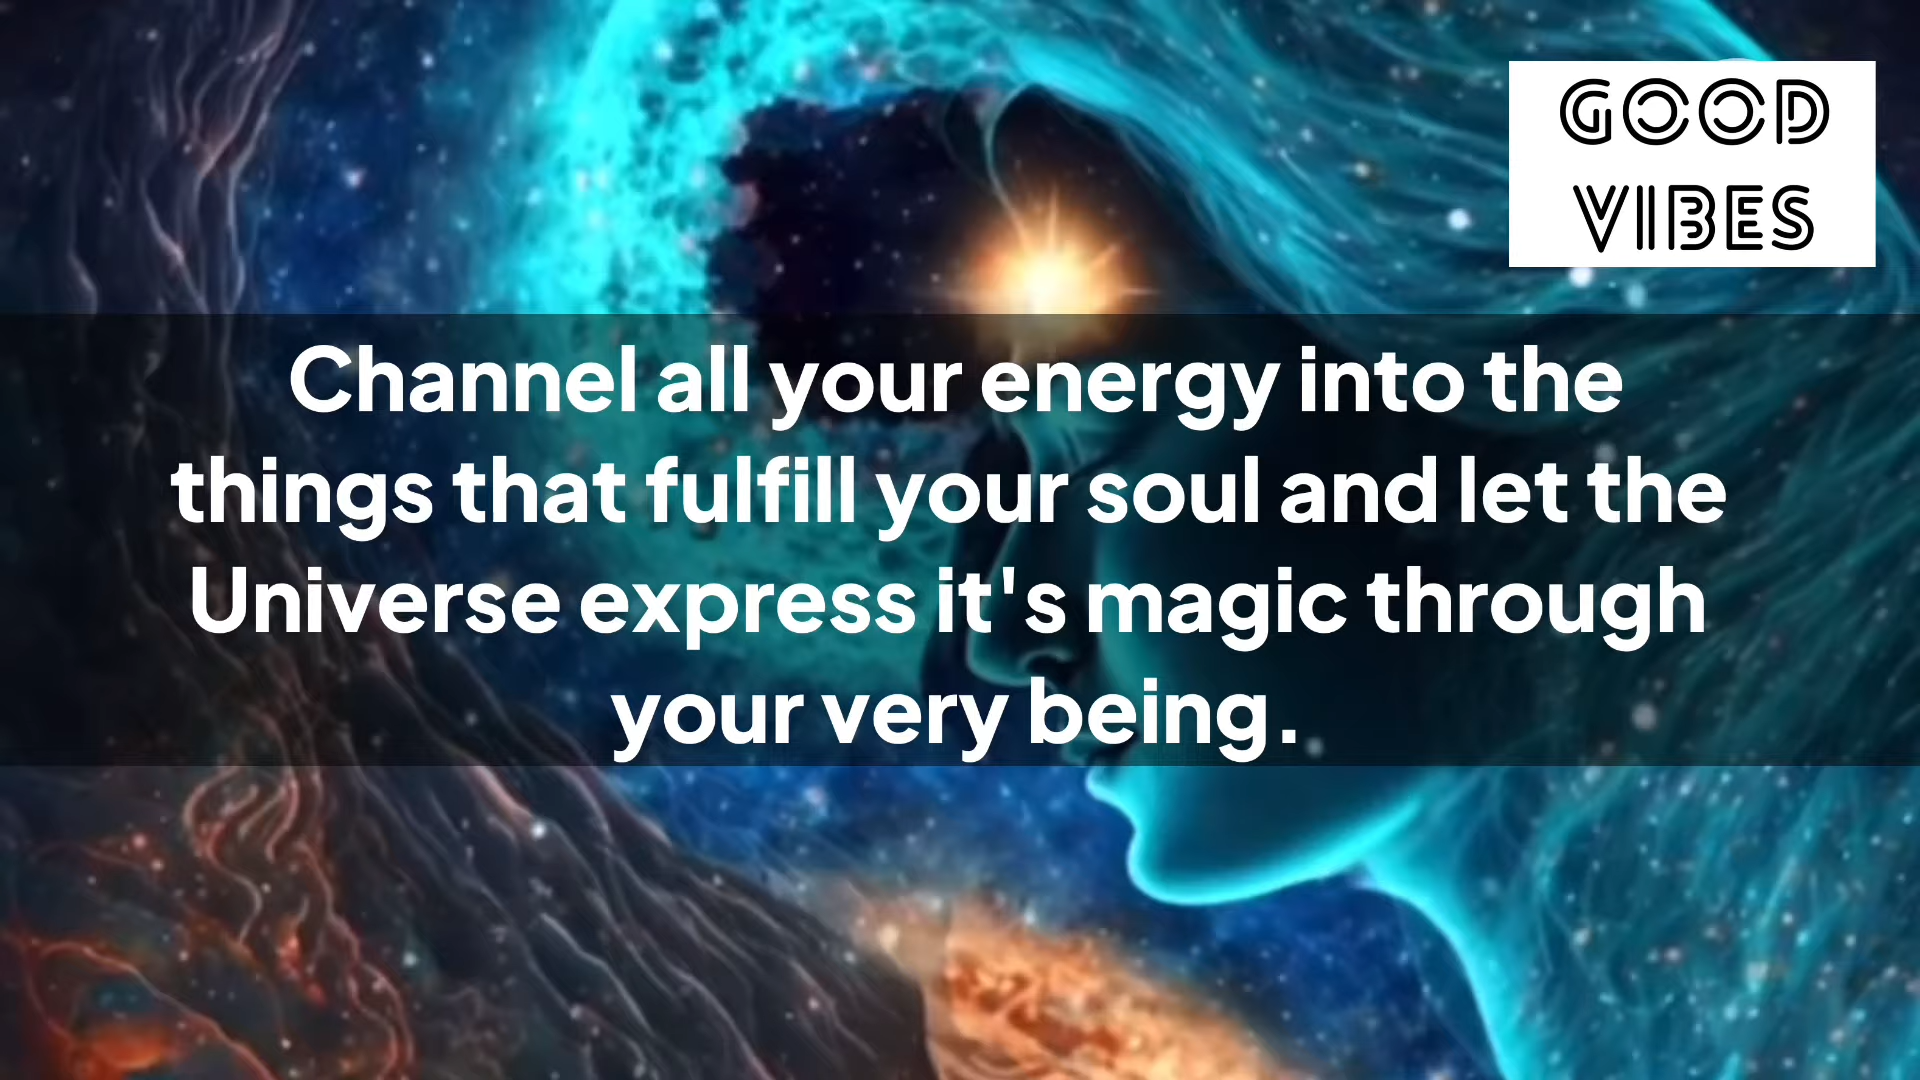 GOOD
VIBES
Channel all your energy into the
things that fulfill your soul and let the
Universe express it's magic through
your very being.